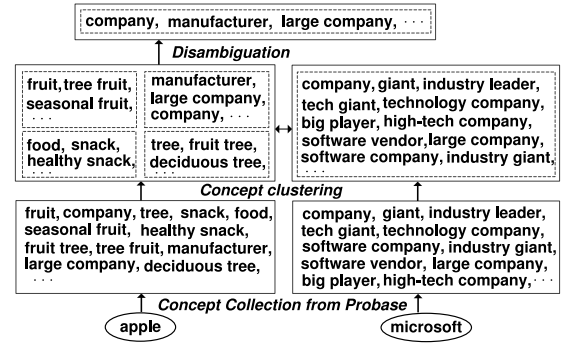 company, manufacturer, large company, · · ·
Disambiguation
fruit, tree fruit,
seasonal fruit,
· · ·
manufacturer,
large company,
company, · · ·
food, snack,
healthy snack,
· · ·
tree, fruit tree,
deciduous tree,
· · ·
company, giant, industry leader,
tech giant, technology company,
big player, high-tech company,
software vendor, large company,
software company, industry giant,
· · ·
Concept clustering
fruit, company, tree, snack, food,
seasonal fruit, healthy snack,
fruit tree, tree fruit, manufacturer,
large company, deciduous tree,
· · ·
company, giant, industry leader,
tech giant, technology company,
software company, industry giant,
software vendor, large company,
big player, high-tech company, · · ·
Concept Collection from Probase
apple
microsoft